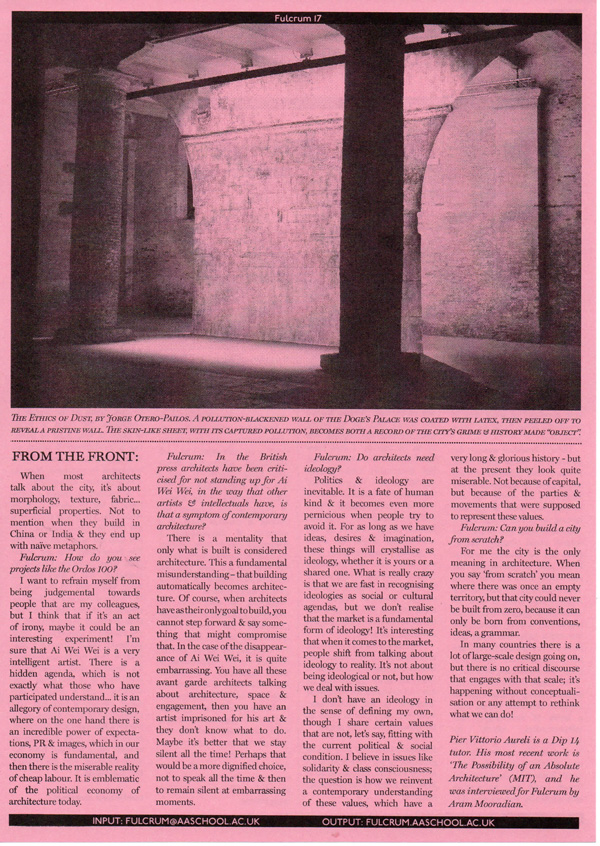 Fulcrum 17
The Ethics of Dust, by Jorge Otero-Pailos. A pollution-blackened wall of the Doge's Palace was coated with latex, then peeled off to
reveal a pristine wall. The skin-like sheet, with its captured pollution, becomes both a record of the city's grime & history made "object".
FROM THE FRONT:
When most architects
talk about the city, it's about
morphology, texture, fabric...
superficial properties. Not to
mention when they build in
China or India & they end up
with naïve metaphors.
Fulcrum: How do you see
projects like the Ordos 100?
I want to refrain myself from
being judgemental towards
people that are my colleagues,
but I think that if it's an act
of irony, maybe it could be an
interesting experiment! I'm
sure that Ai Wei Wei is a very
intelligent artist. There is a
hidden agenda, which is not
exactly what those who have
participated understand... it is an
allegory of contemporary design,
where on the one hand there is
an incredible power of expecta-
tions, PR & images, which in our
economy is fundamental, and
then there is the miserable reality
of cheap labour. It is emblematic
of the political economy of
architecture today.
Fulcrum: In the British
press architects have been criti-
cised for not standing up for Ai
Wei Wei, in the way that other
artists & intellectuals have, is
that a symptom of contemporary
architecture?
There is a mentality that
only what is built is considered
architecture. This a fundamental
misunderstanding – that building
automatically becomes architec-
ture. Of course, when architects
have as their only goal to build, you
cannot step forward & say some-
thing that might compromise
that. In the case of the disappear-
ance of Ai Wei Wei, it is quite
embarrassing. You have all these
avant garde architects talking
about architecture, space &
engagement, then you have an
artist imprisoned for his art &
they don't know what to do.
Maybe it's better that we stay
silent all the time! Perhaps that
would be a more dignified choice,
not to speak all the time & then
to remain silent at embarrassing
moments.
Fulcrum: Do architects need
ideology?
Politics & ideology are
inevitable. It is a fate of human
kind & it becomes even more
pernicious when people try to
avoid it. For as long as we have
ideas, desires & imagination,
these things will crystallise as
ideology, whether it is yours or a
shared one. What is really crazy
is that we are fast in recognising
ideologies as social or cultural
agendas, but we don't realise
that the market is a fundamental
form of ideology! It's interesting
that when it comes to the market,
people shift from talking about
ideology to reality. It's not about
being ideological or not, but how
we deal with issues.
I don't have an ideology in
the sense of defining my own,
though I share certain values
that are not, let's say, fitting with
the current political & social
condition. I believe in issues like
solidarity & class consciousness;
the question is how we reinvent
a contemporary understanding
of these values, which have a
very long & glorious history - but
at the present they look quite
miserable. Not because of capital,
but because of the parties &
movements that were supposed
to represent these values.
Fulcrum: Can you build a city
from scratch?
For me the city is the only
meaning in architecture. When
you say 'from scratch' you mean
where there was once an empty
territory, but that city could never
be built from zero, because it can
only be born from conventions,
ideas, a grammar.
In many countries there is a
lot of large-scale design going on,
but there is no critical discourse
that engages with that scale; it's
happening without conceptuali-
sation or any attempt to rethink
what we can do!
Pier Vittorio Aureli is a Dip 14
tutor. His most recent work is
'The Possibility of an Absolute
Architecture' (MIT), and he
was interviewed for Fulcrum by
Aram Mooradian.
INPUT: FULCRUM@AASCHOOL.AC.UK
OUTPUT: FULCRUM.AASCHOOL.AC.UK